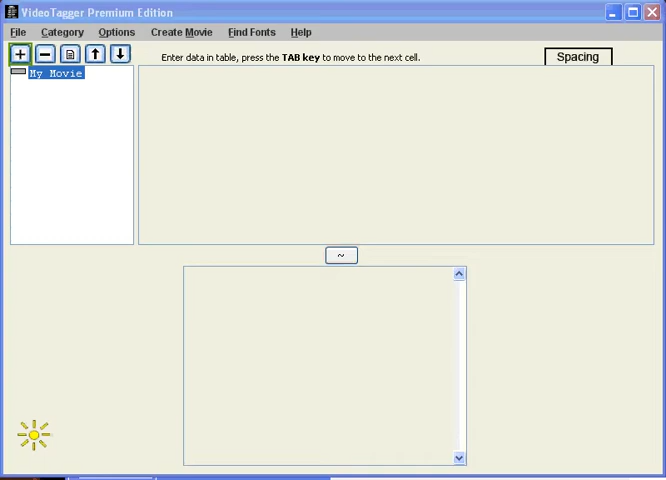 VideoTagger Premium Edition
File Category Options Create Movie Find Fonts Help
Enter data in table, press the TAB key to move to the next cell.
Spacing
My Movie
~